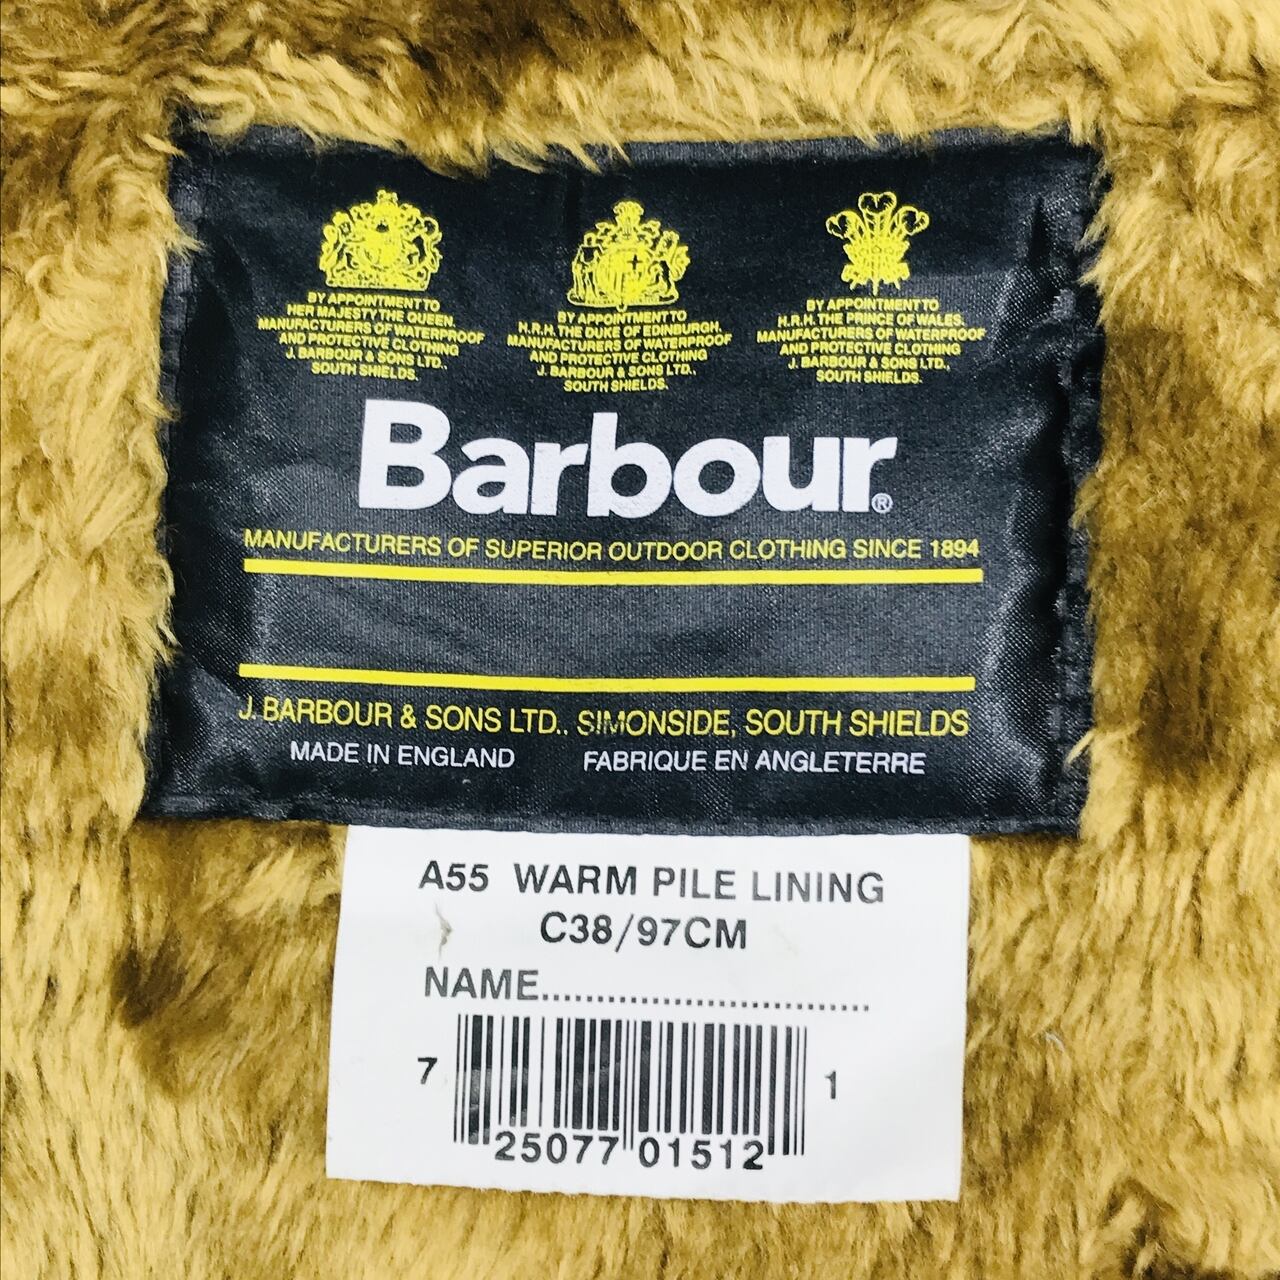 BY APPOINTMENT TO
HER MAJESTY THE QUEEN
MANUFACTURERS OF WATERPROOF
AND PROTECTIVE CLOTHING
J. BARBOUR & SONS LTD.,
SOUTH SHIELDS.
BY APPOINTMENT TO
H.R.H. THE DUKE OF EDINBURGH.
MANUFACTURERS OF WATERPROOF
AND PROTECTIVE CLOTHING
J. BARBOUR & SONS LTD.,
SOUTH SHIELDS.
BY APPOINTMENT TO
H.R.H. THE PRINCE OF WALES.
MANUFACTURERS OF WATERPROOF
AND PROTECTIVE CLOTHING
J. BARBOUR & SONS LTD.,
SOUTH SHIELDS.
Barbour®
MANUFACTURERS OF SUPERIOR OUTDOOR CLOTHING SINCE 1894
J. BARBOUR & SONS LTD., SIMONSIDE, SOUTH SHIELDS
MADE IN ENGLAND FABRIQUE EN ANGLETERRE
A55 WARM PILE LINING
C38/97CM
NAME..............................
7 25077 01512 1